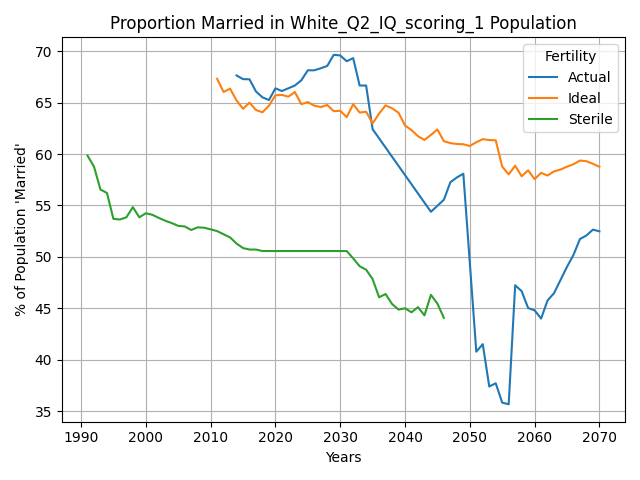 Proportion Married in White_Q2_IQ_scoring_1 Population
% of Population 'Married'
70
65
60
55
50
45
40
35
Fertility
Actual
Ideal
Sterile
1990 2000 2010 2020 2030 2040 2050 2060 2070
Years